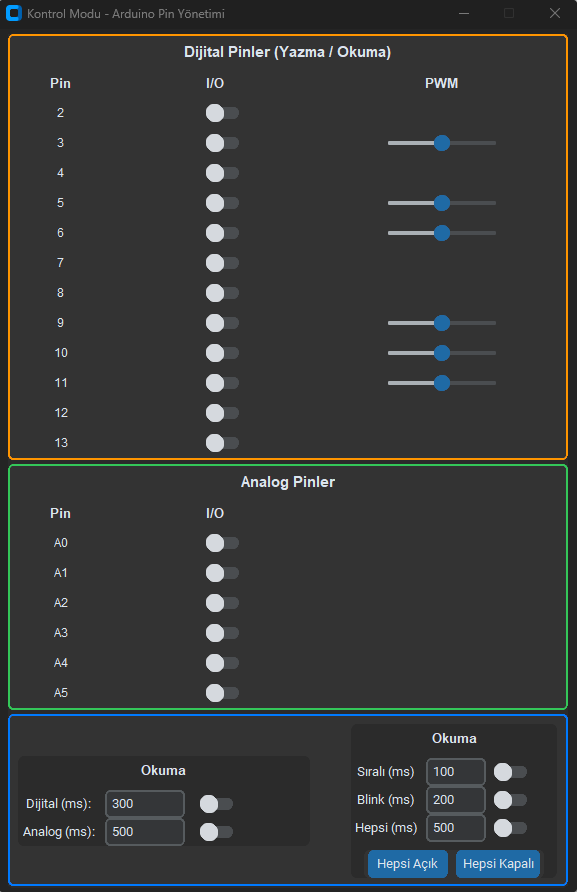 Kontrol Modu - Arduino Pin Yönetimi
Dijital Pinler (Yazma / Okuma)
Pin I/O PWM
2
3
4
5
6
7
8
9
10
11
12
13
Analog Pinler
Pin I/O
A0
A1
A2
A3
A4
A5
Okuma
Dijital (ms): 300
Analog (ms): 500
Okuma
Sıralı (ms) 100
Blink (ms) 200
Hepsi (ms) 500
Hepsi Açık Hepsi Kapalı